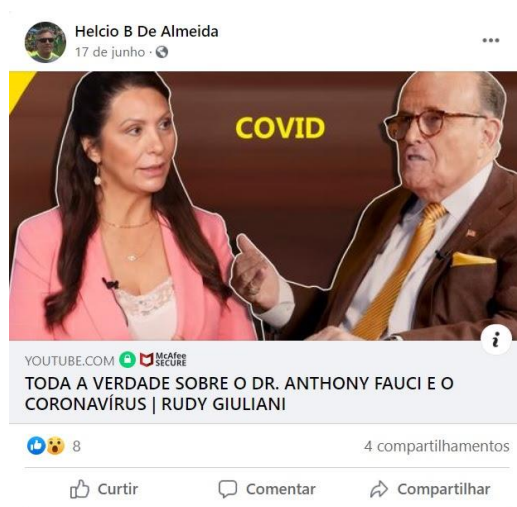 Helcio B De Almeida
17 de junho ·
COVID
YOUTUBE.COM McAfee SECURE
TODA A VERDADE SOBRE O DR. ANTHONY FAUCI E O
CORONAVÍRUS | RUDY GIULIANI
8
4 compartilhamentos
Curtir
Comentar
Compartilhar